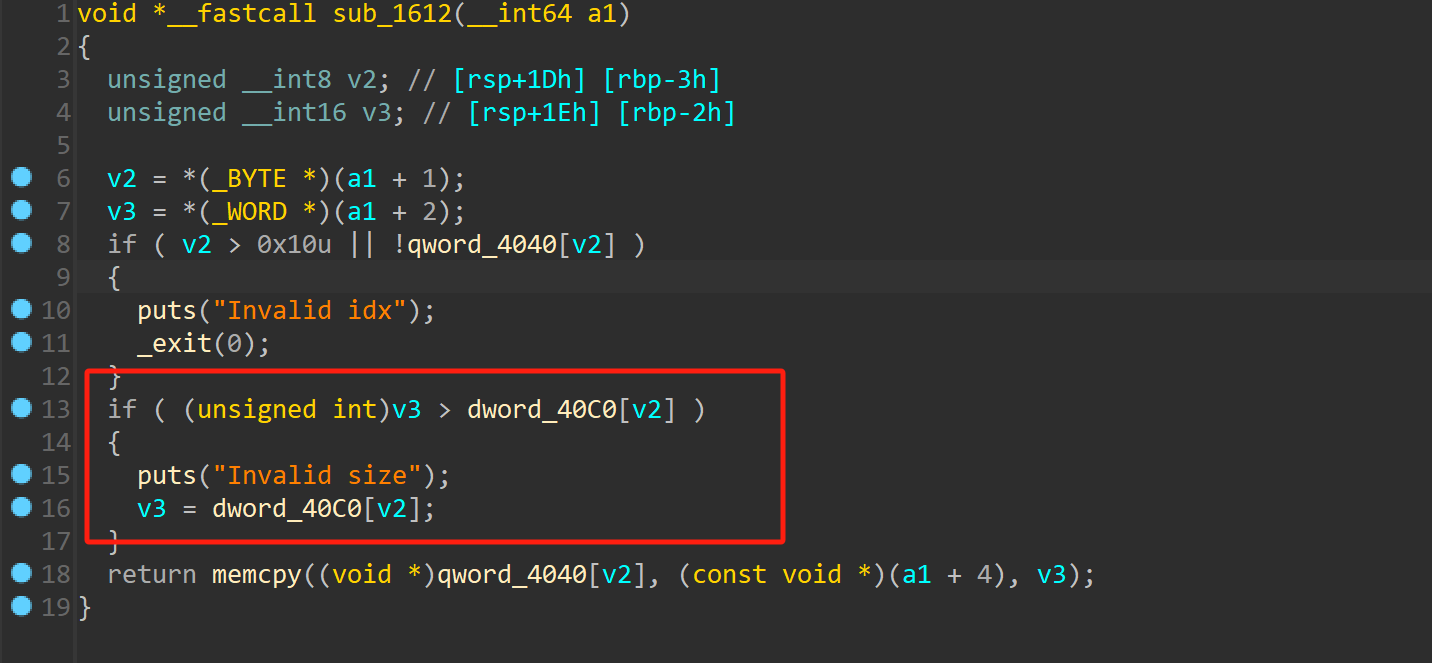 1 void *__fastcall sub_1612(__int64 a1)
2 {
3   unsigned __int8 v2; // [rsp+1Dh] [rbp-3h]
4   unsigned __int16 v3; // [rsp+1Eh] [rbp-2h]
5
6   v2 = *(_BYTE *)(a1 + 1);
7   v3 = *(_WORD *)(a1 + 2);
8   if ( v2 > 0x10u || !qword_4040[v2] )
9   {
10     puts("Invalid idx");
11     _exit(0);
12   }
13   if ( (unsigned int)v3 > dword_40C0[v2] )
14   {
15     puts("Invalid size");
16     v3 = dword_40C0[v2];
17   }
18   return memcpy((void *)qword_4040[v2], (const void *)(a1 + 4), v3);
19 }